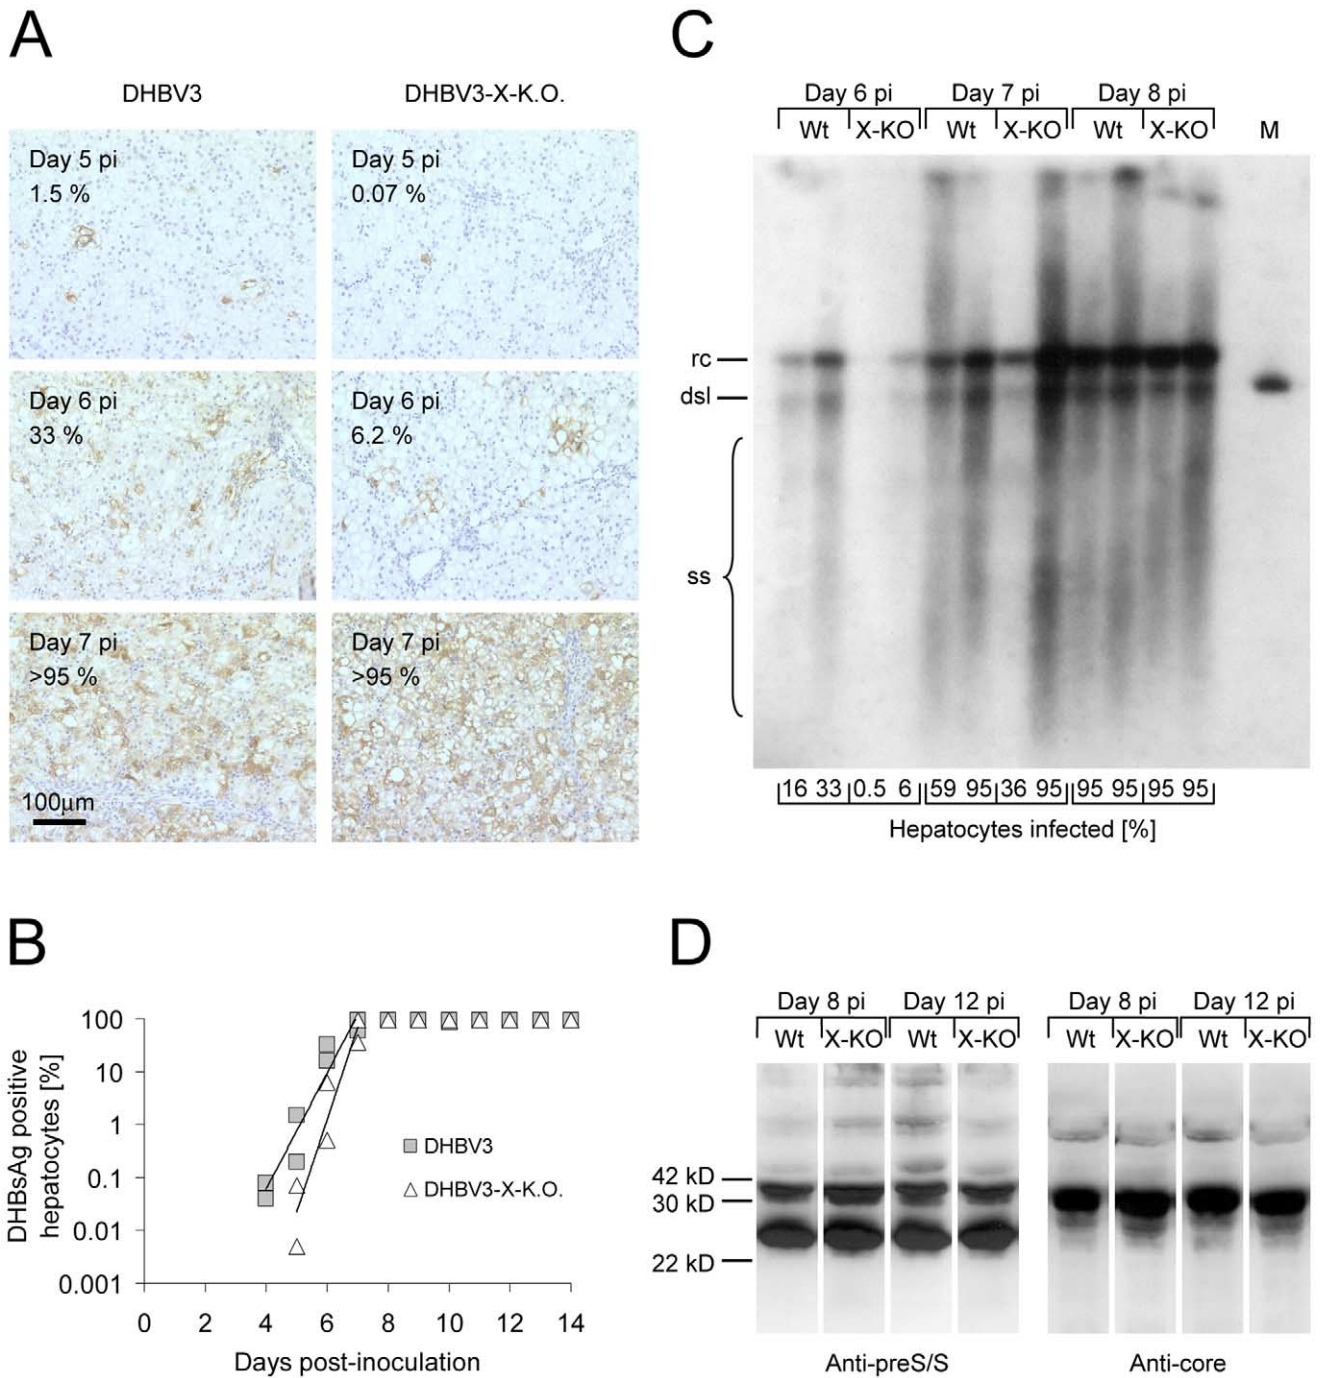 A
DHBV3 DHBV3-X-K.O.
Day 5 pi
1.5 %
Day 5 pi
0.07 %
Day 6 pi
33 %
Day 6 pi
6.2 %
Day 7 pi
>95 %
100μm
Day 7 pi
>95 %
B
DHBsAg positive
hepatocytes [%]
100
10
1
0.1
0.01
0.001
0 2 4 6 8 10 12 14
Days post-inoculation
DHBV3
DHBV3-X-K.O.
C
Day 6 pi Day 7 pi Day 8 pi
Wt X-KO Wt X-KO Wt X-KO M
rc
dsl
ss
16 33 0.5 6 59 95 36 95 95 95 95 95
Hepatocytes infected [%]
D
Day 8 pi Day 12 pi Day 8 pi Day 12 pi
Wt X-KO Wt X-KO Wt X-KO Wt X-KO
42 kD
30 kD
22 kD
Anti-preS/S Anti-core